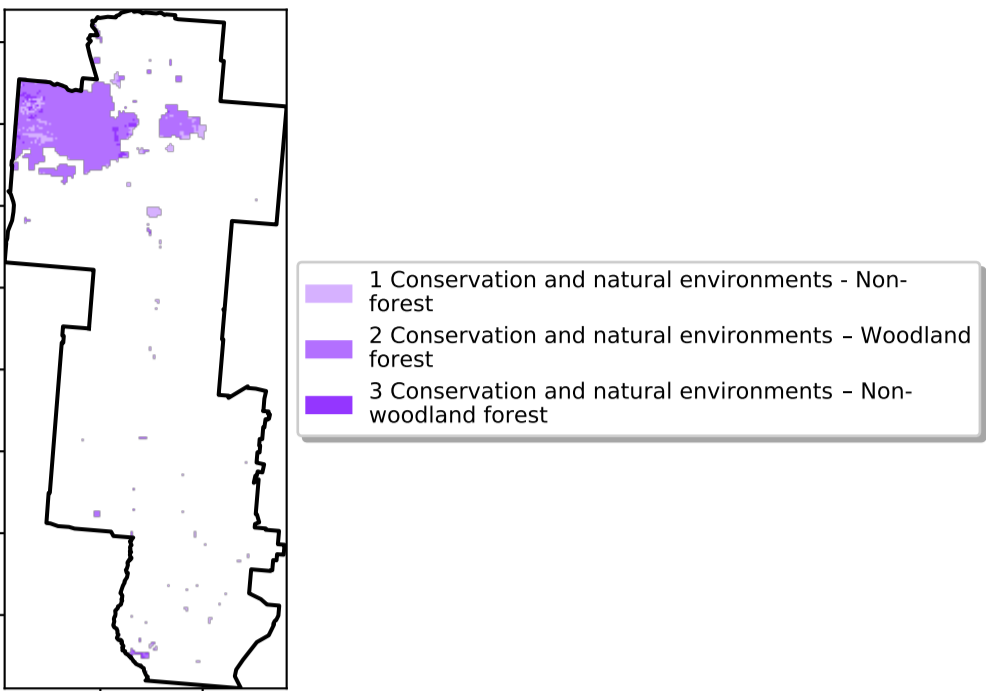 1 Conservation and natural environments - Non-
forest
2 Conservation and natural environments – Woodland
forest
3 Conservation and natural environments – Non-
woodland forest